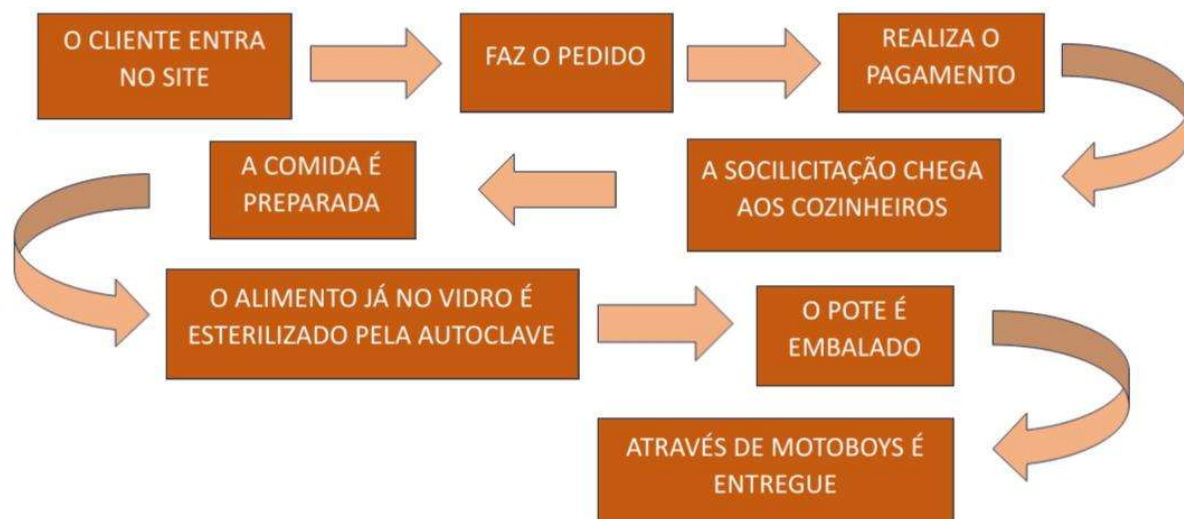 O CLIENTE ENTRA
NO SITE
FAZ O PEDIDO
REALIZA O
PAGAMENTO
A SOCILICITAÇÃO CHEGA
AOS COZINHEIROS
A COMIDA É
PREPARADA
O ALIMENTO JÁ NO VIDRO É
ESTERILIZADO PELA AUTOCLAVE
O POTE É
EMBALADO
ATRAVÉS DE MOTOBOYS É
ENTREGUE